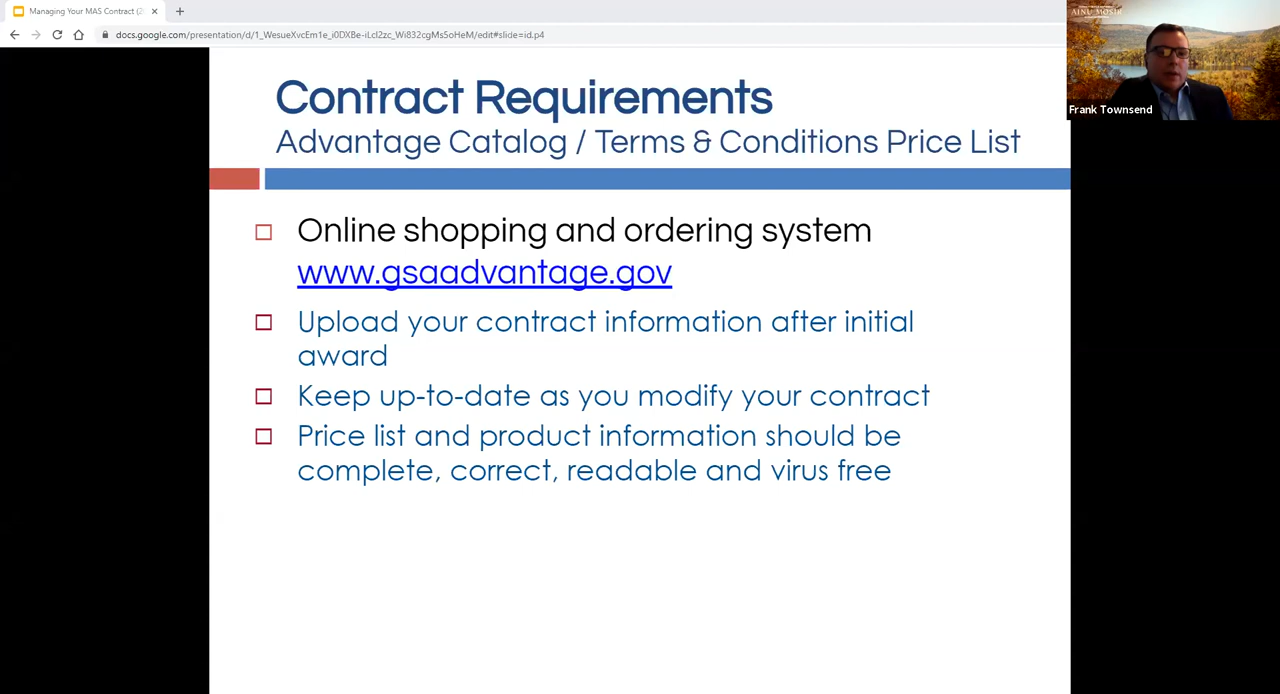 Managing Your MAS Contract (2
docs.google.com/presentation/d/1_WesueXvcEm1e_i0DXBe-iLcl2zc_Wi832cgMs5oHeM/edit#slide=id.p4
AINU MOSIR
Frank Townsend
Contract Requirements
Advantage Catalog / Terms & Conditions Price List
Online shopping and ordering system
www.gsaadvantage.gov
Upload your contract information after initial
award
Keep up-to-date as you modify your contract
Price list and product information should be
complete, correct, readable and virus free